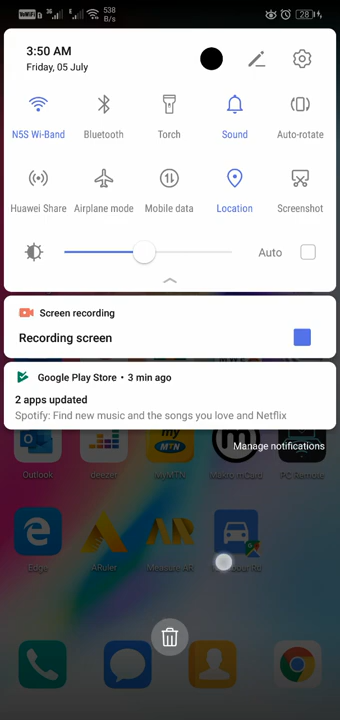 538
B/s
28
3:50 AM
Friday, 05 July
N5S Wi-Band
Bluetooth
Torch
Sound
Auto-rotate
Huawei Share
Airplane mode
Mobile data
Location
Screenshot
Auto
Screen recording
Recording screen
Google Play Store • 3 min ago
2 apps updated
Spotify: Find new music and the songs you love and Netflix
Manage notifications
Outlook
deezer
MyMTN
Makro mCard
PC Remote
Edge
ARuler
Measure AR